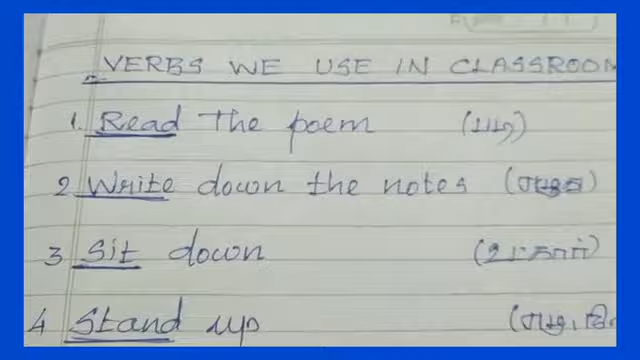 VERBS WE USE IN CLASSROOM
1. Read the poem (படி)
2 Write down the notes
3 Sit down (உட்கார்)
4 Stand up